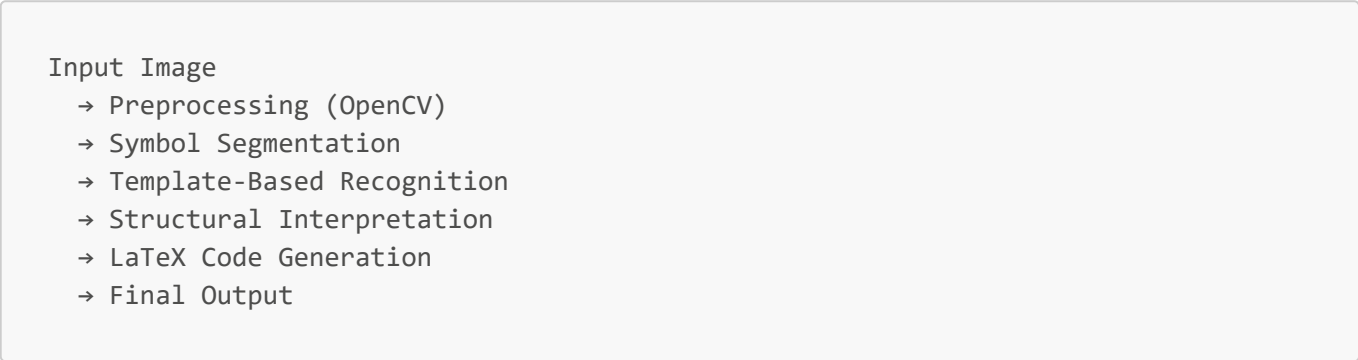 Input Image
→ Preprocessing (OpenCV)
→ Symbol Segmentation
→ Template-Based Recognition
→ Structural Interpretation
→ LaTeX Code Generation
→ Final Output